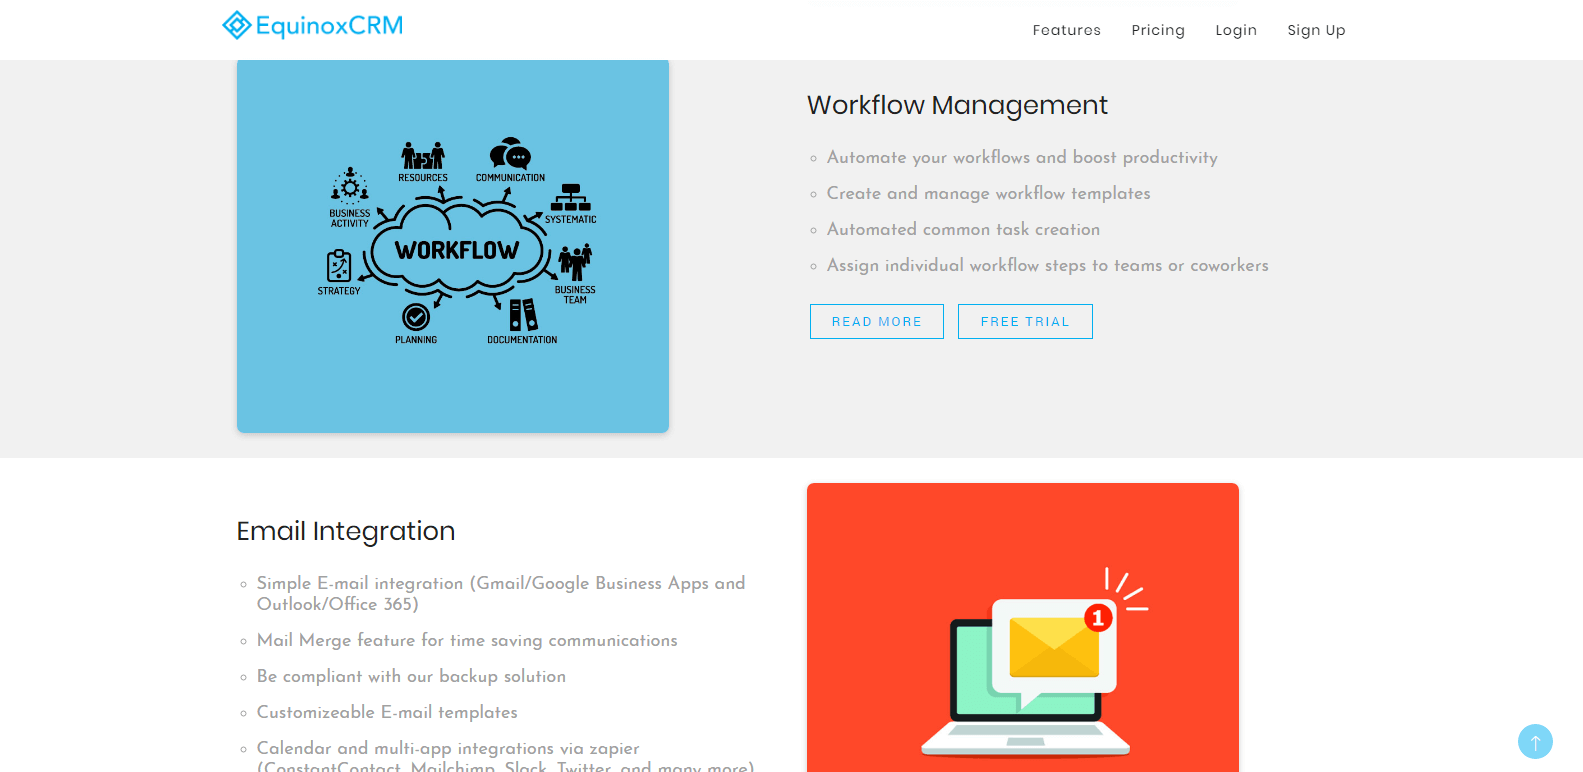 EquinoxCRM
Features
Pricing
Login
Sign Up
RESOURCES
COMMUNICATION
BUSINESS
ACTIVITY
SYSTEMATIC
WORKFLOW
STRATEGY
BUSINESS
TEAM
PLANNING
DOCUMENTATION
Workflow Management
Automate your workflows and boost productivity
Create and manage workflow templates
Automated common task creation
Assign individual workflow steps to teams or coworkers
READ MORE
FREE TRIAL
Email Integration
Simple E-mail integration (Gmail/Google Business Apps and
Outlook/Office 365)
Mail Merge feature for time saving communications
Be compliant with our backup solution
Customizeable E-mail templates
Calendar and multi-app integrations via zapier
(ConstantContact, Mailchimp, Slack, Twitter, and many more)
1